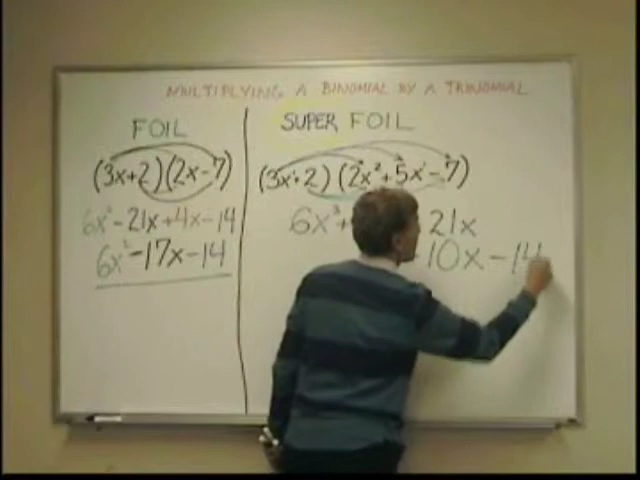 MULTIPLYING A BINOMIAL BY A TRINOMIAL
FOIL
(3x+2)(2x-7)
6x²-21x+4x-14
6x²-17x-14
SUPER FOIL
(3x+2)(2x²+5x-7)
6x³+ 21x
10x-14